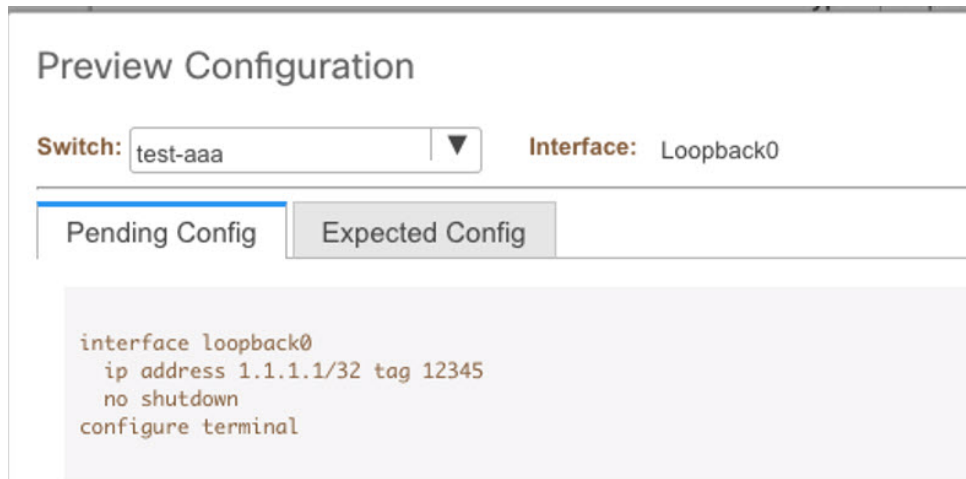 Preview Configuration
Switch: test-aaa Interface: Loopback0
Pending Config Expected Config
interface loopback0
ip address 1.1.1.1/32 tag 12345
no shutdown
configure terminal